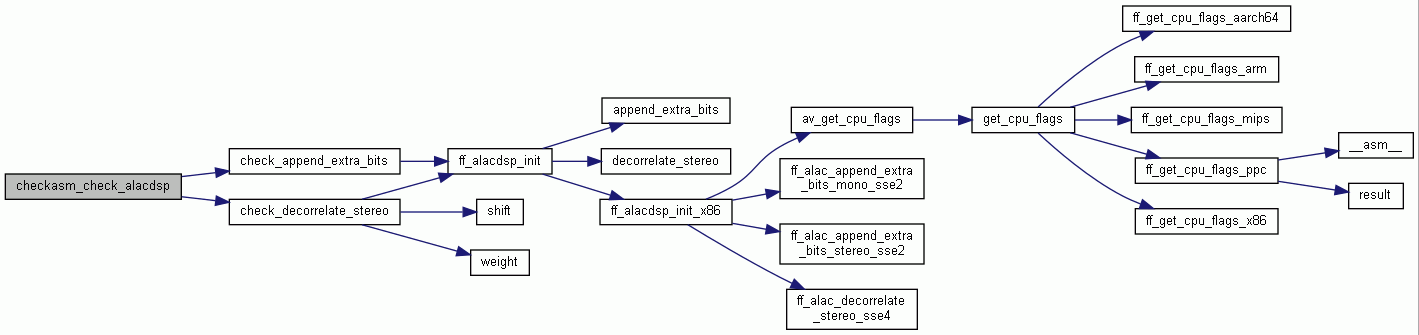 checkasm_check_alacdsp
check_append_extra_bits
check_decorrelate_stereo
ff_alacdsp_init
shift
weight
append_extra_bits
decorrelate_stereo
ff_alacdsp_init_x86
av_get_cpu_flags
ff_alac_append_extra
_bits_mono_sse2
ff_alac_append_extra
_bits_stereo_sse2
ff_alac_decorrelate
_stereo_sse4
get_cpu_flags
ff_get_cpu_flags_aarch64
ff_get_cpu_flags_arm
ff_get_cpu_flags_mips
ff_get_cpu_flags_ppc
ff_get_cpu_flags_x86
__asm__
result